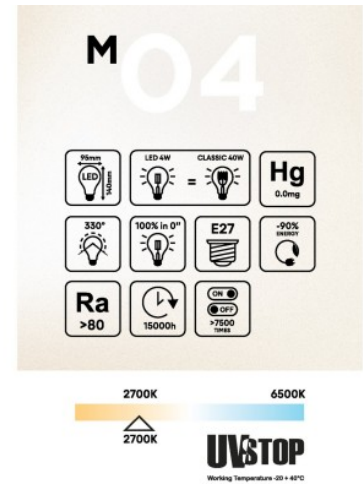 M
04
95mm
LED
140mm
LED 4W
=
CLASSIC 40W
Hg
0.0mg
330°
100% in 0"
E27
-90%
ENERGY
Ra
>80
15000h
ON
OFF
>7500
TIMES
2700K 6500K
2700K
UVSTOP
Working Temperature -20 + 40°C